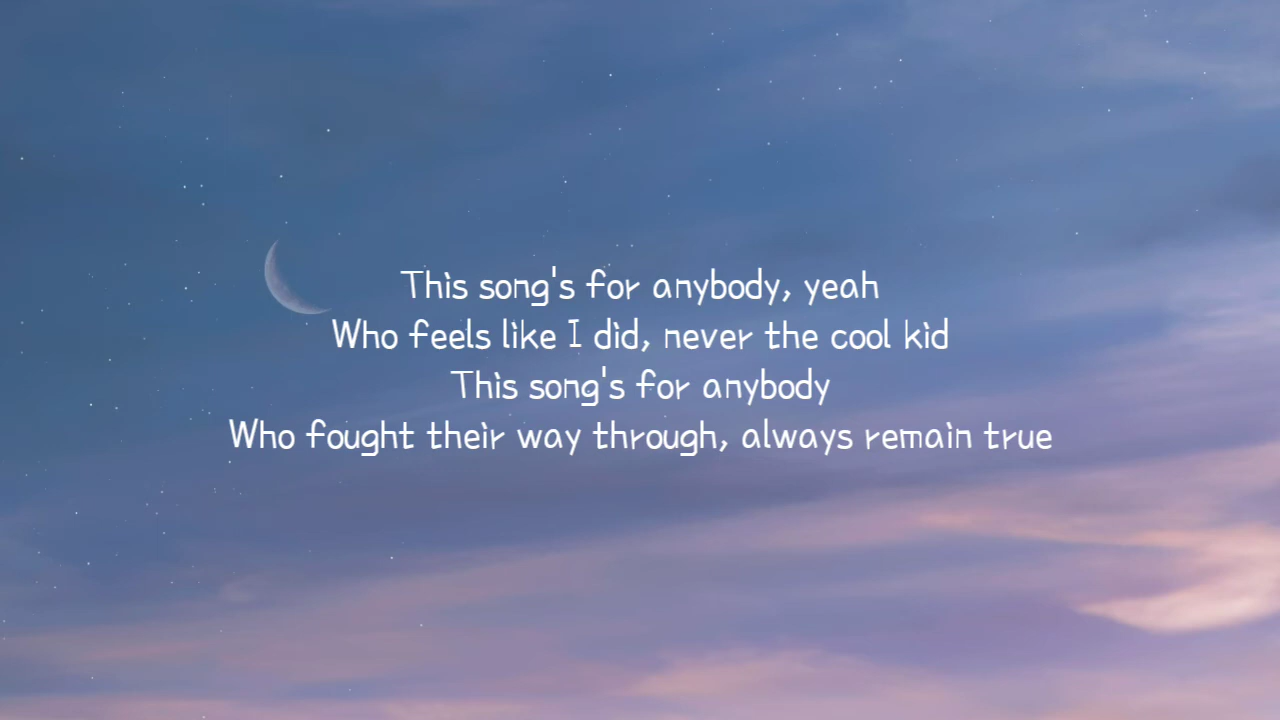 This song's for anybody, yeah
Who feels like I did, never the cool kid
This song's for anybody
Who fought their way through, always remain true